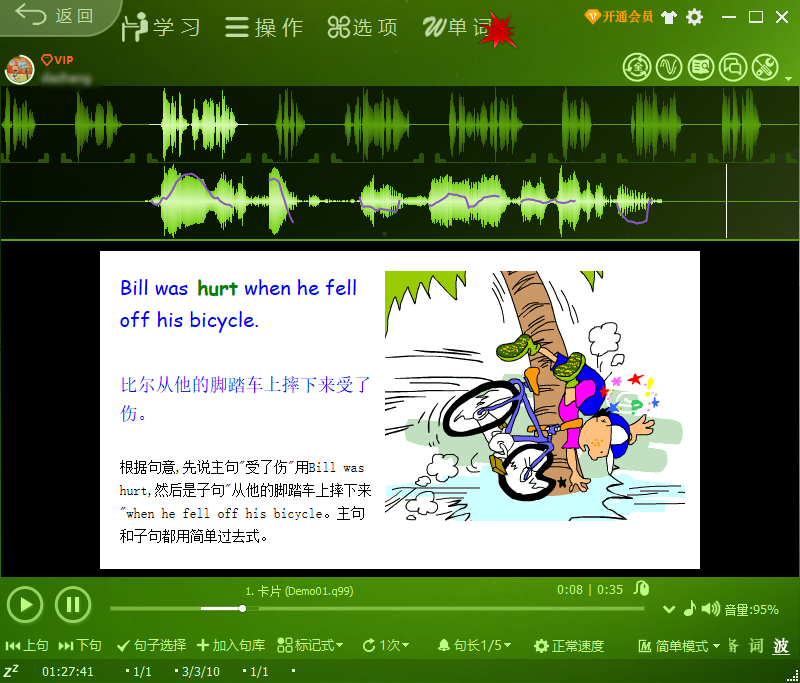 返回
学习
操作
选项
单词
开通会员
VIP
Bill was hurt when he fell
off his bicycle.
比尔从他的脚踏车上摔下来受了
伤。
根据句意,先说主句"受了伤"用Bill was
hurt,然后是子句"从他的脚踏车上摔下来
"when he fell off his bicycle。主句
和子句都用简单过去式。
1. 卡片 (Demo01.q99)
0:08 | 0:35
音量:95%
上句
下句
句子选择
加入句库
标记式
1次
句长1/5
正常速度
简单模式
词
波
zz
01:27:41
1/1
3/3/10
1/1